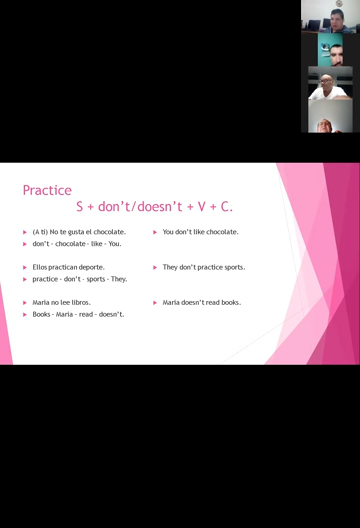 Practice
S + don't/doesn't + V + C.
(A ti) No te gusta el chocolate.
don't - chocolate - like - You.
Ellos practican deporte.
practice - don't - sports - They.
Maria no lee libros.
Books - Maria - read - doesn't.
You don't like chocolate.
They don't practice sports.
Maria doesn't read books.